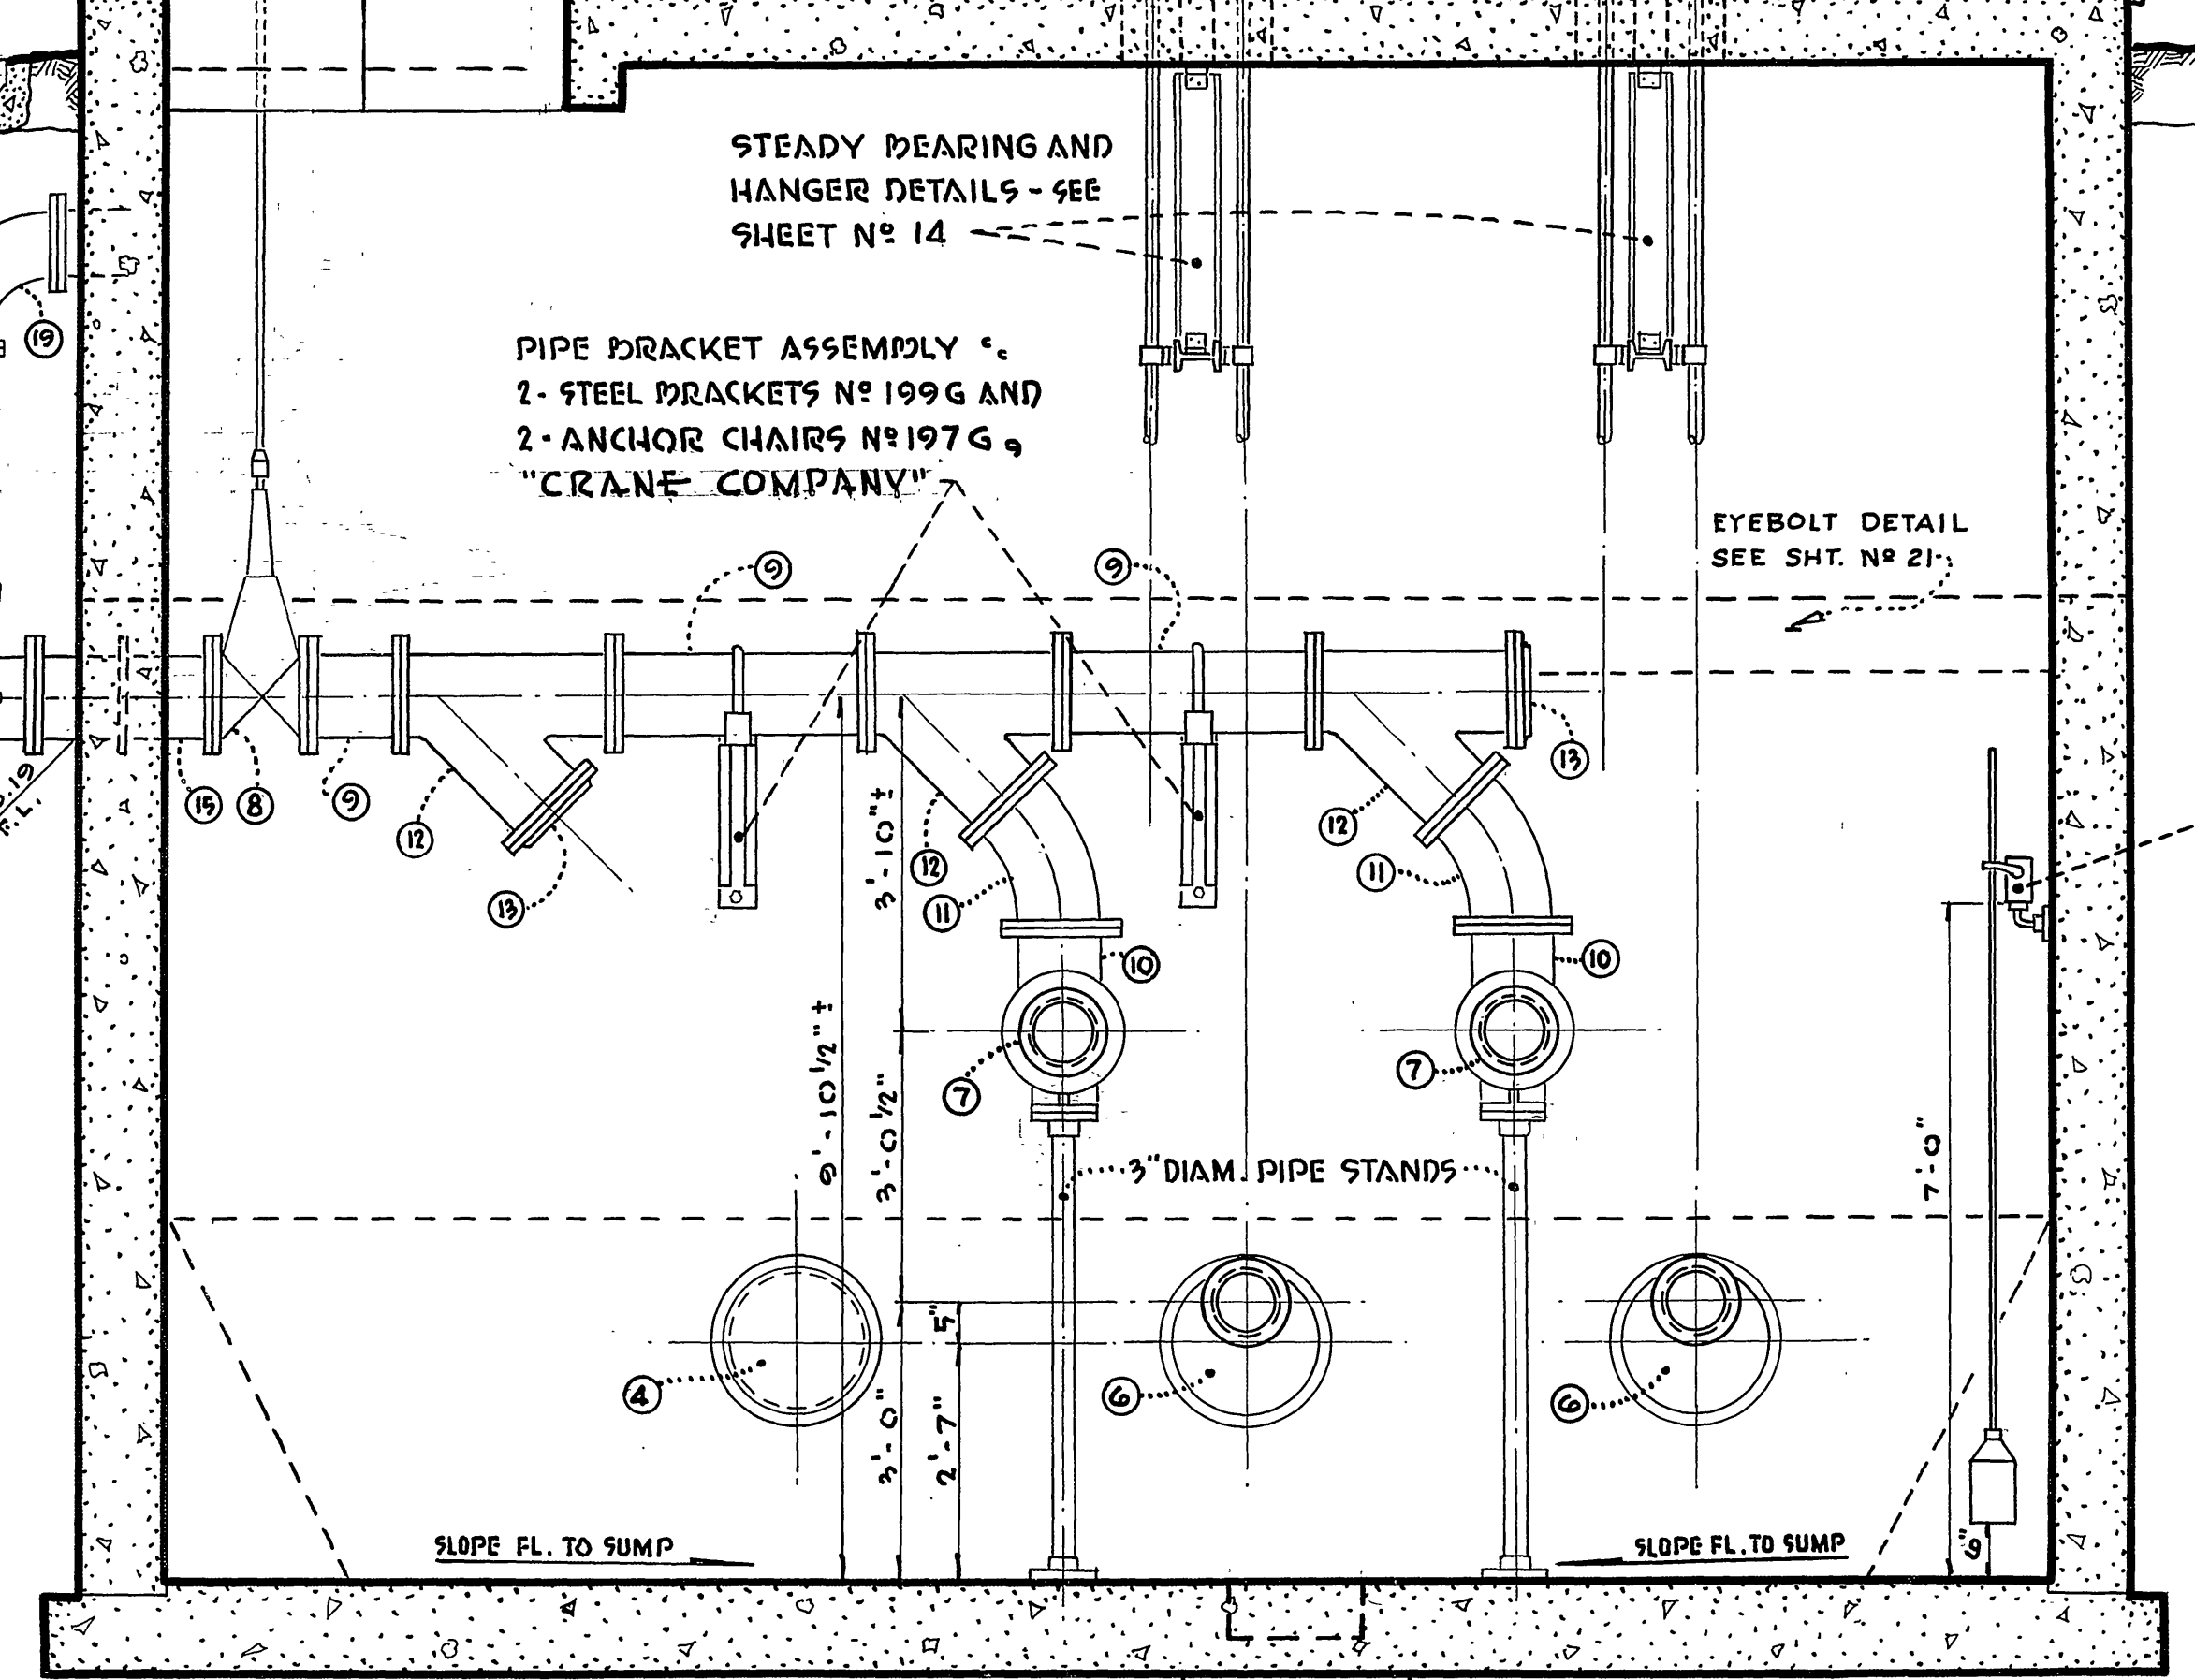 STEADY BEARING AND
HANGER DETAILS - SEE
SHEET Nº 14
19
PIPE BRACKET ASSEMBLY
2 - STEEL BRACKETS Nº 199G AND
2 - ANCHOR CHAIRS Nº 197G,
"CRANE COMPANY"
EYEBOLT DETAIL
SEE SHT. Nº 21
9
9
15
8
9
12
13
12
11
12
11
13
3'-10"±
10
10
9'-10 1/2"±
3'-0 1/2"
7
7
3" DIAM. PIPE STANDS
7'-0"
5"
4
6
6
3'-0"
2'-7"
SLOPE FL. TO SUMP
SLOPE FL. TO SUMP